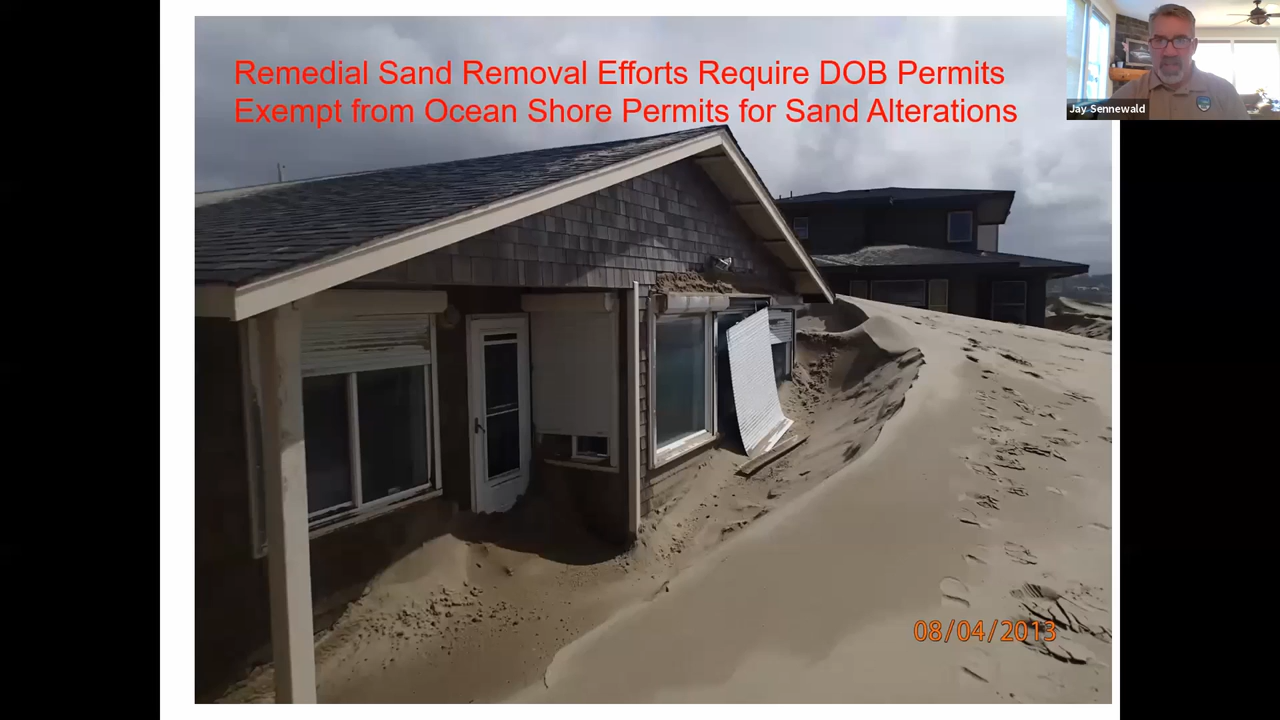 Remedial Sand Removal Efforts Require DOB Permits
Exempt from Ocean Shore Permits for Sand Alterations
Jay Sennewald
08/04/2013